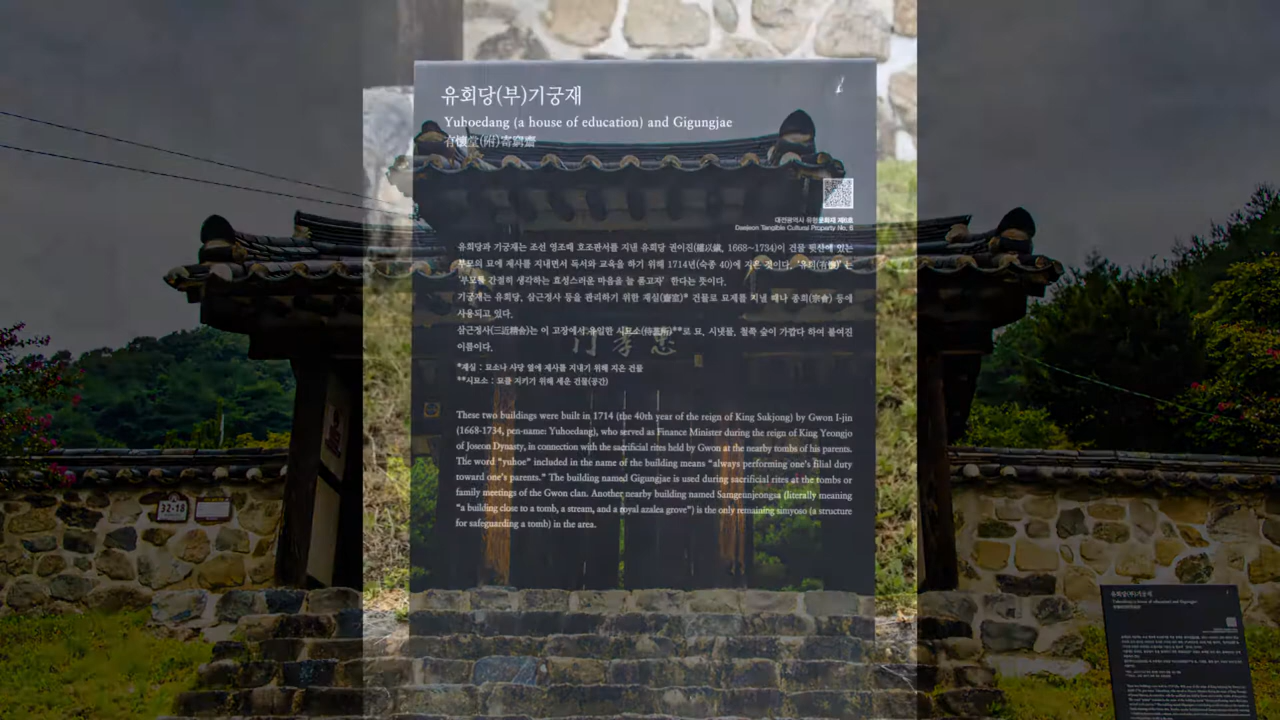 유회당(부)기궁재
Yuhoedang (a house of education) and Gigungjae
有懷堂(附)寄窮齋
대전광역시 유형문화재 제6호
Daejeon Tangible Cultural Property No. 6
유회당과 기궁재는 조선 영조때 호조판서를 지낸 유회당 권이진(權以鎭, 1668~1734)이 건물 뒷산에 있는
부모의 묘에 제사를 지내면서 독서와 교육을 하기 위해 1714년(숙종 40)에 지은 것이다. '유회(有懷)' 는
'부모를 간절히 생각하는 효성스러운 마음을 늘 품고자' 한다는 뜻이다.
기궁재는 유회당, 삼근정사 등을 관리하기 위한 재실(齋室)* 건물로 묘제를 지낼 때나 종회(宗會) 등에
사용되고 있다.
삼근정사(三近精舍)는 이 고장에서 유일한 시묘소(侍墓所)**로 묘, 시냇물, 철쭉 숲이 가깝다 하여 붙여진
이름이다.
*재실 : 묘소나 사당 옆에 제사를 지내기 위해 지은 건물
**시묘소 : 묘를 지키기 위해 세운 건물(공간)
These two buildings were built in 1714 (the 40th year of the reign of King Sukjong) by Gwon I-jin
(1668-1734, pen-name: Yuhoedang), who served as Finance Minister during the reign of King Yeongjo
of Joseon Dynasty, in connection with the sacrificial rites held by Gwon at the nearby tombs of his parents.
The word "yuhoe" included in the name of the building means "always performing one's filial duty
toward one's parents." The building named Gigungjae is used during sacrificial rites at the tombs or
family meetings of the Gwon clan. Another nearby building named Samgeunjeongsa (literally meaning
"a building close to a tomb, a stream, and a royal azalea grove") is the only remaining simyoso (a structure
for safeguarding a tomb) in the area.
門孝忠
32-18
유회당(부)기궁재
Yuhoedang (a house of education) and Gigungjae